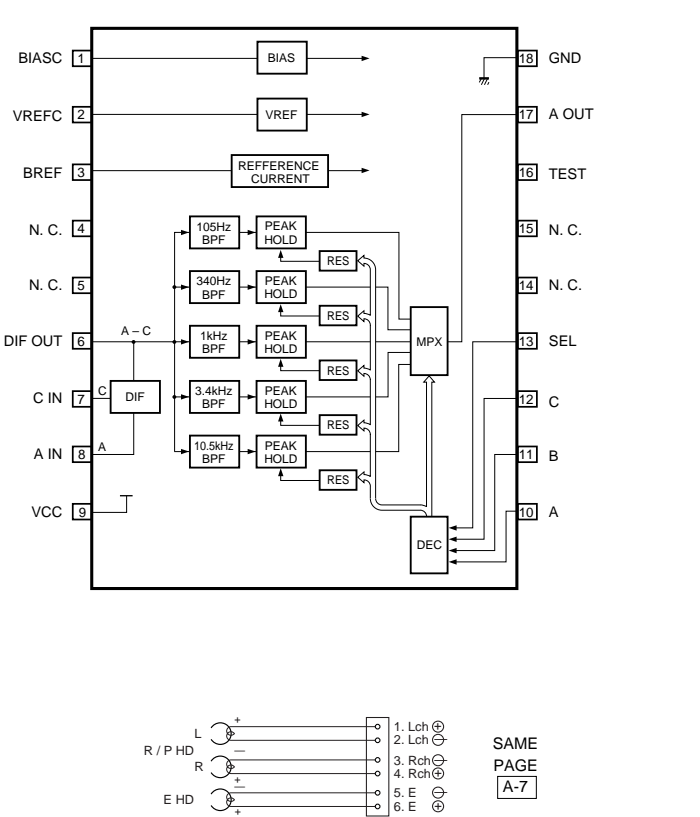 BIASC 1
VREFC 2
BREF 3
N. C. 4
N. C. 5
DIF OUT 6
C IN 7
A IN 8
VCC 9
BIAS
VREF
REFFERENCE
CURRENT
105Hz
BPF
PEAK
HOLD
RES
340Hz
BPF
PEAK
HOLD
RES
A – C
1kHz
BPF
PEAK
HOLD
RES
C
DIF
3.4kHz
BPF
PEAK
HOLD
RES
A
10.5kHz
BPF
PEAK
HOLD
RES
MPX
DEC
18 GND
17 A OUT
16 TEST
15 N. C.
14 N. C.
13 SEL
12 C
11 B
10 A
L
+
—
R / P HD
R
+
—
E HD
+
1. Lch ⊕
2. Lch ⊖
3. Rch ⊖
4. Rch ⊕
5. E ⊖
6. E ⊕
SAME
PAGE
A-7